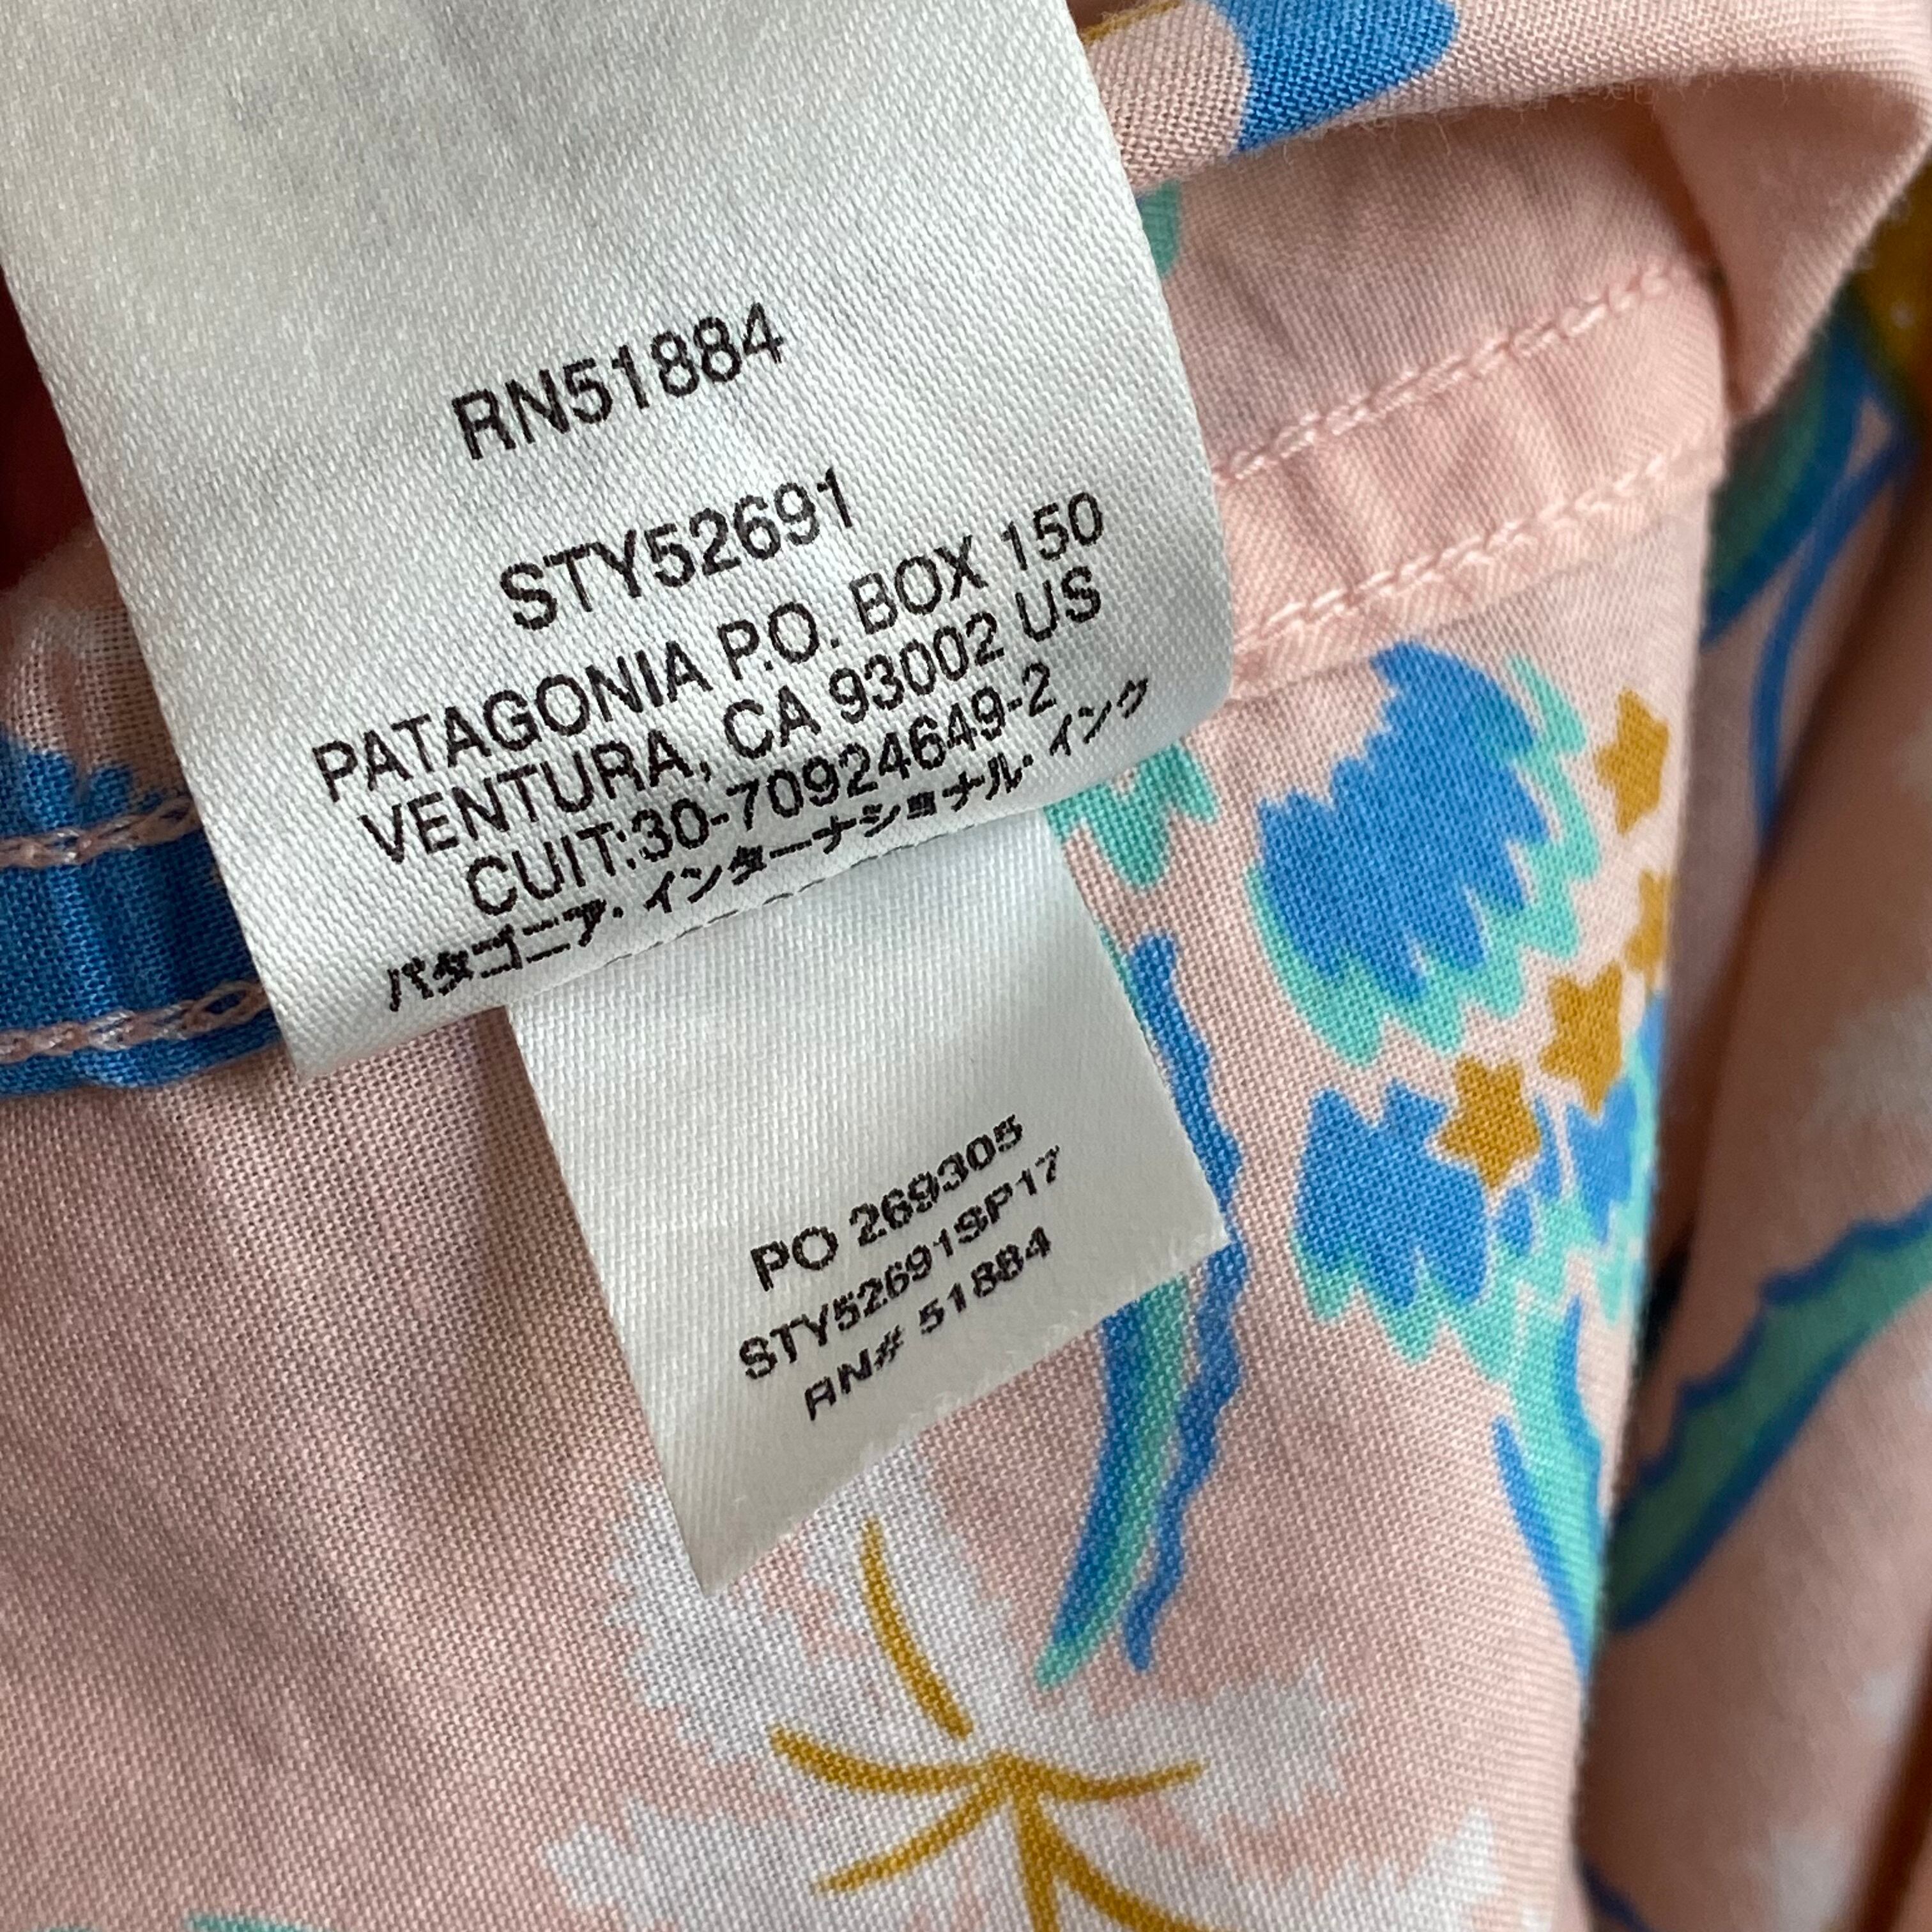 RN51884
STY52691
PATAGONIA P.O. BOX 150
VENTURA, CA 93002 US
CUIT:30-70924649-2
パタゴニア・インターナショナル・インク
PO 269305
STY52691SP17
RN# 51884